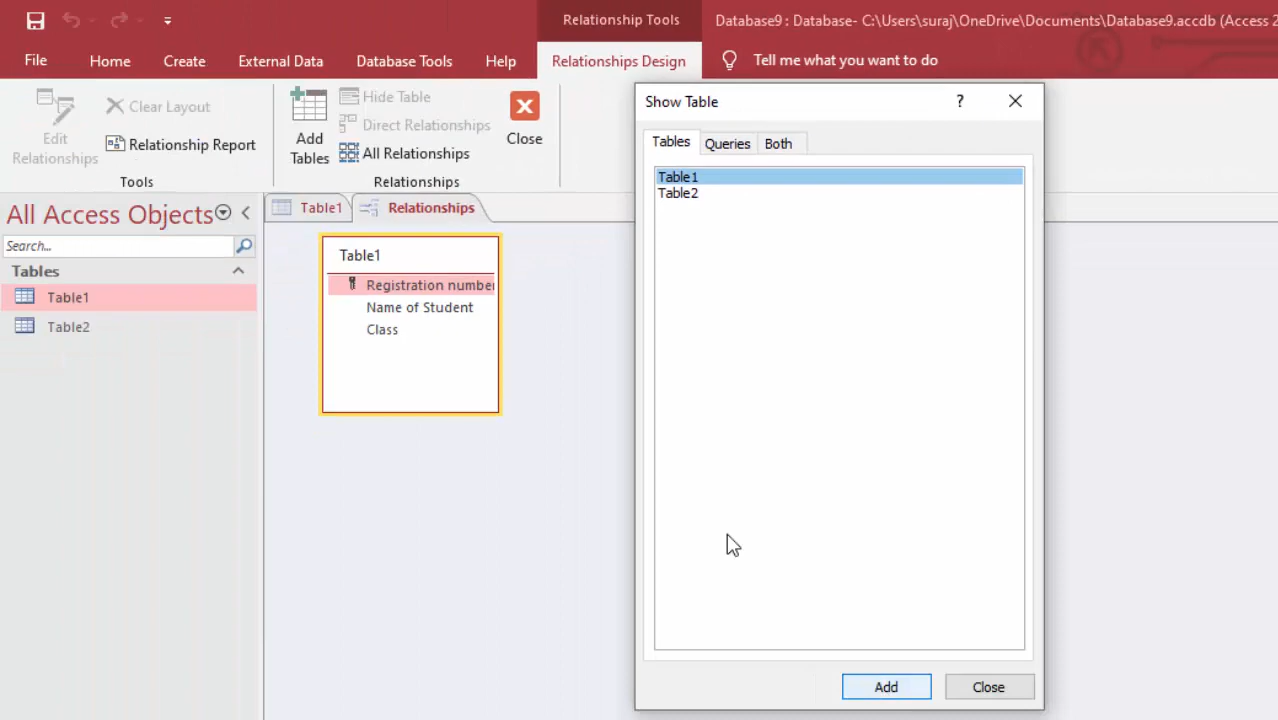 Relationship Tools
Database9 : Database- C:\Users\suraj\OneDrive\Documents\Database9.accdb (Access 2
File Home Create External Data Database Tools Help Relationships Design Tell me what you want to do
Edit Relationships
Clear Layout
Relationship Report
Tools
Add Tables
Hide Table
Direct Relationships
All Relationships
Relationships
Close
All Access Objects
Search...
Tables
Table1
Table2
Table1 Relationships
Table1
Registration number
Name of Student
Class
Show Table ?
Tables Queries Both
Table1
Table2
Add Close